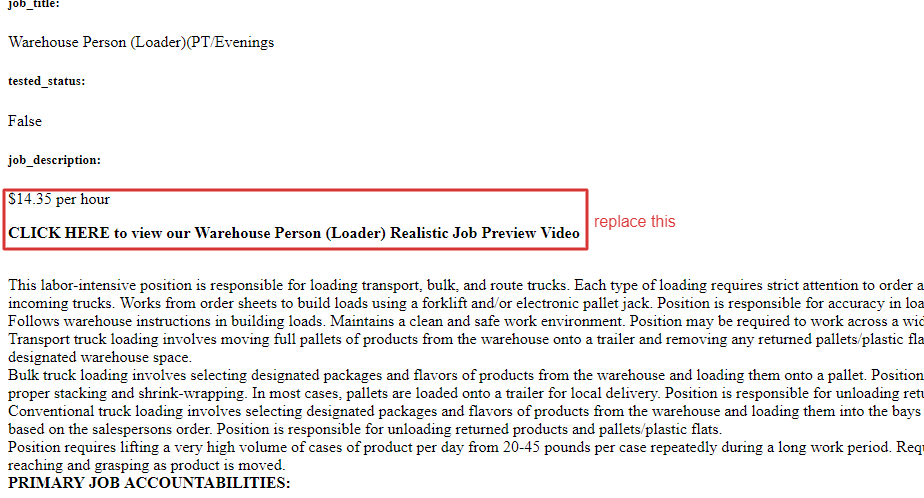 job_title:
Warehouse Person (Loader)(PT/Evenings
tested_status:
False
job_description:
$14.35 per hour
CLICK HERE to view our Warehouse Person (Loader) Realistic Job Preview Video
replace this
This labor-intensive position is responsible for loading transport, bulk, and route trucks. Each type of loading requires strict attention to order a
incoming trucks. Works from order sheets to build loads using a forklift and/or electronic pallet jack. Position is responsible for accuracy in loa
Follows warehouse instructions in building loads. Maintains a clean and safe work environment. Position may be required to work across a wid
Transport truck loading involves moving full pallets of products from the warehouse onto a trailer and removing any returned pallets/plastic fla
designated warehouse space.
Bulk truck loading involves selecting designated packages and flavors of products from the warehouse and loading them onto a pallet. Position
proper stacking and shrink-wrapping. In most cases, pallets are loaded onto a trailer for local delivery. Position is responsible for unloading retu
Conventional truck loading involves selecting designated packages and flavors of products from the warehouse and loading them into the bays
based on the salespersons order. Position is responsible for unloading returned products and pallets/plastic flats.
Position requires lifting a very high volume of cases of product per day from 20-45 pounds per case repeatedly during a long work period. Requ
reaching and grasping as product is moved.
PRIMARY JOB ACCOUNTABILITIES: